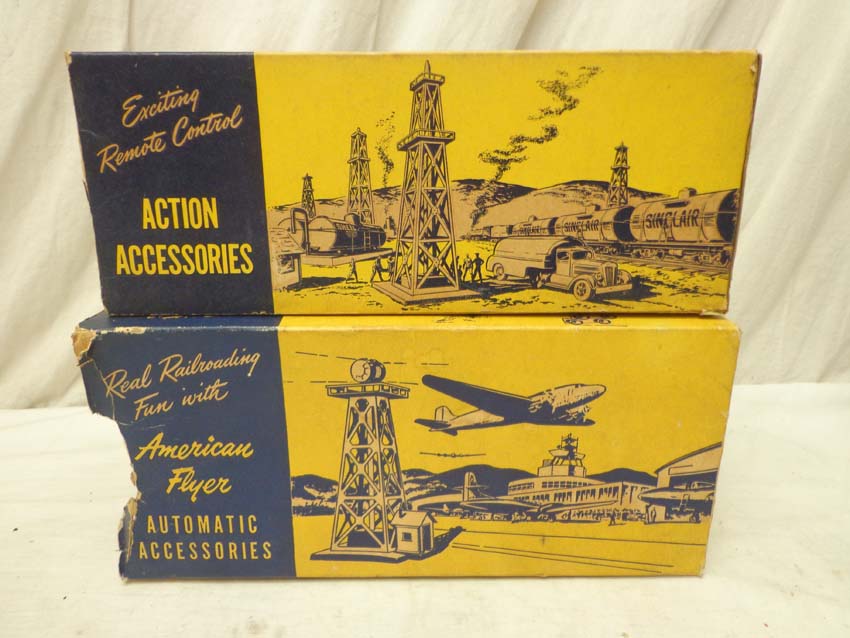 Exciting
Remote Control
ACTION
ACCESSORIES
SINCLAIR
SINCLAIR
Real Railroading
Fun with
American
Flyer
AUTOMATIC
ACCESSORIES